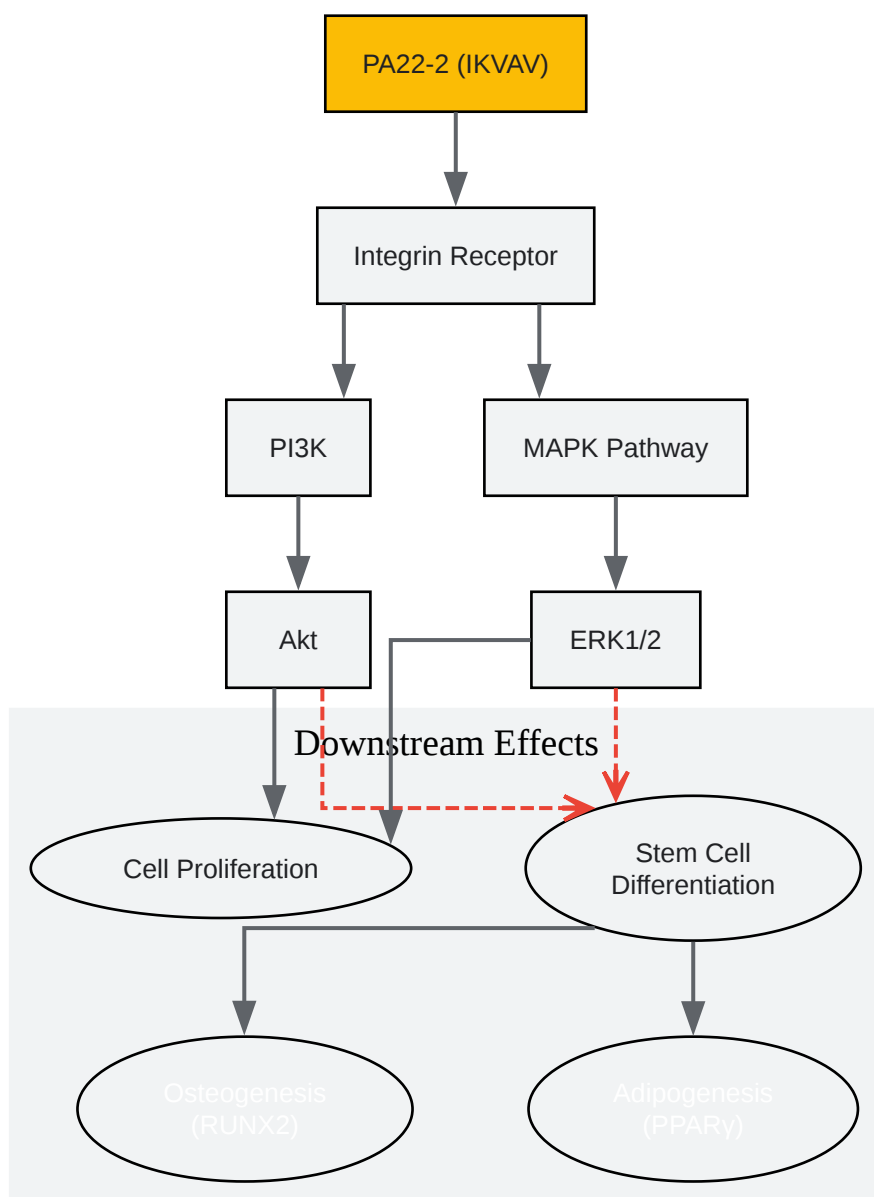 PA22-2 (IKVAV)
Integrin Receptor
PI3K
MAPK Pathway
Akt
ERK1/2
Downstream Effects
Cell Proliferation
Stem Cell
Differentiation
Osteogenesis
(RUNX2)
Adipogenesis
(PPARγ)